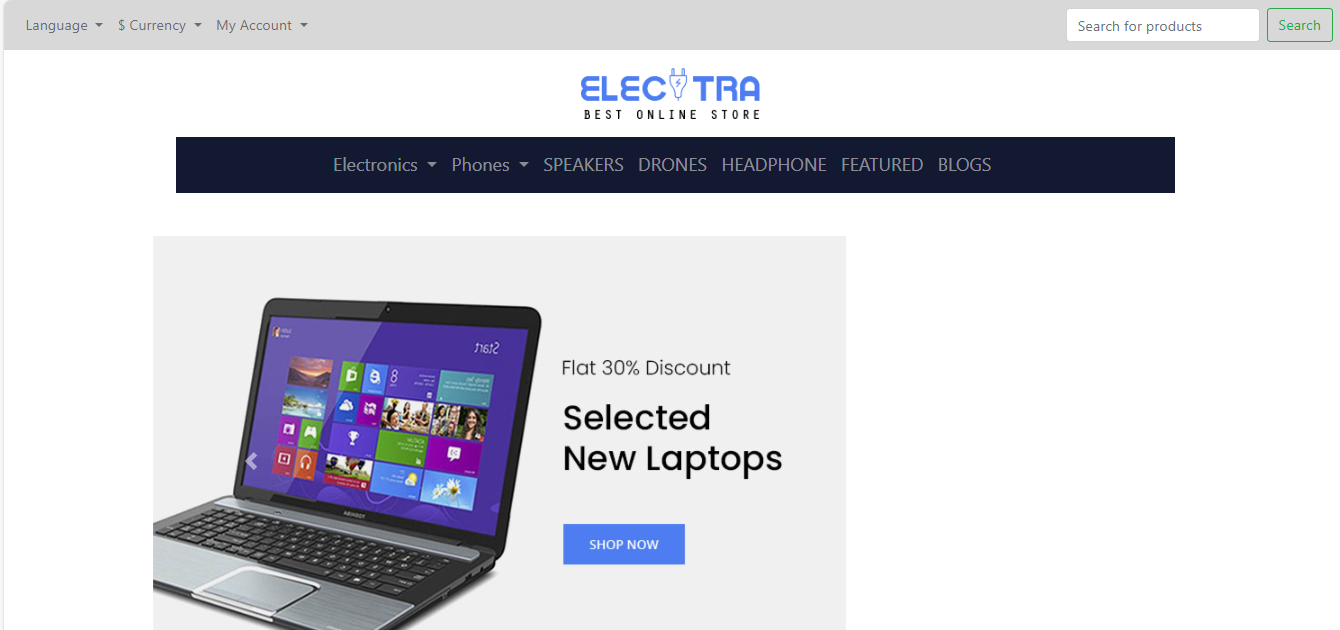 Language $ Currency My Account Search for products Search
ELECTRA
BEST ONLINE STORE
Electronics Phones SPEAKERS DRONES HEADPHONE FEATURED BLOGS
Start
Flat 30% Discount
Selected
New Laptops
SHOP NOW